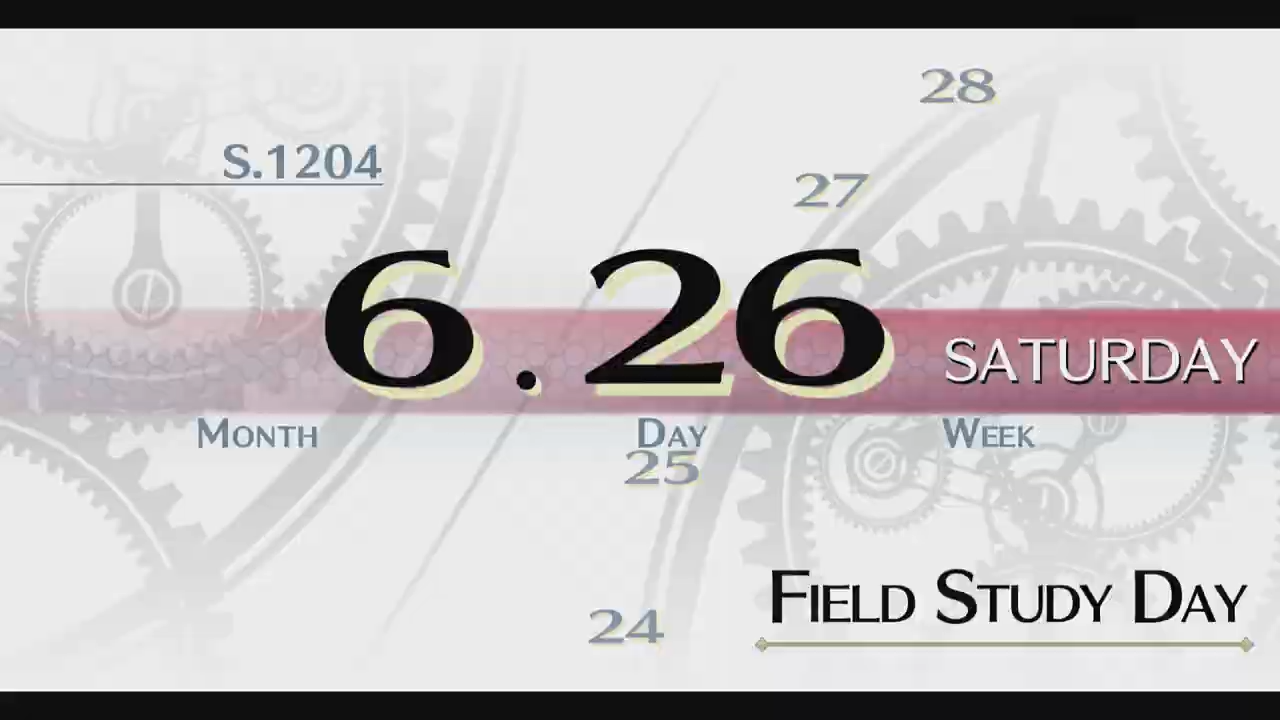 28
S.1204
27
6.26
SATURDAY
MONTH
DAY
WEEK
25
FIELD STUDY DAY
24